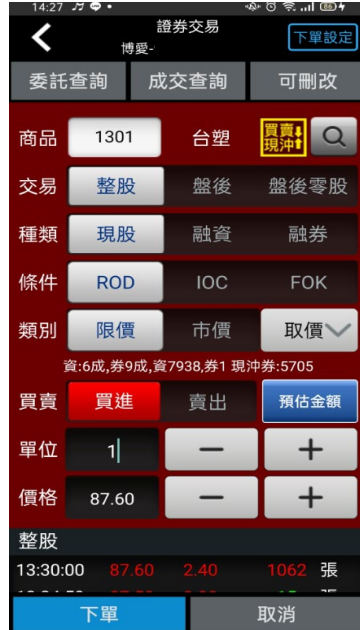 14:27
證券交易
博愛-
下單設定
委託查詢 成交查詢 可刪改
商品 1301 台塑 買賣現沖
交易 整股 盤後 盤後零股
種類 現股 融資 融券
條件 ROD IOC FOK
類別 限價 市價 取價
資:6成,券9成,資7938,券1 現沖券:5705
買賣 買進 賣出 預估金額
單位 1 − +
價格 87.60 − +
整股
13:30:00 87.60 2.40 1062 張
下單 取消